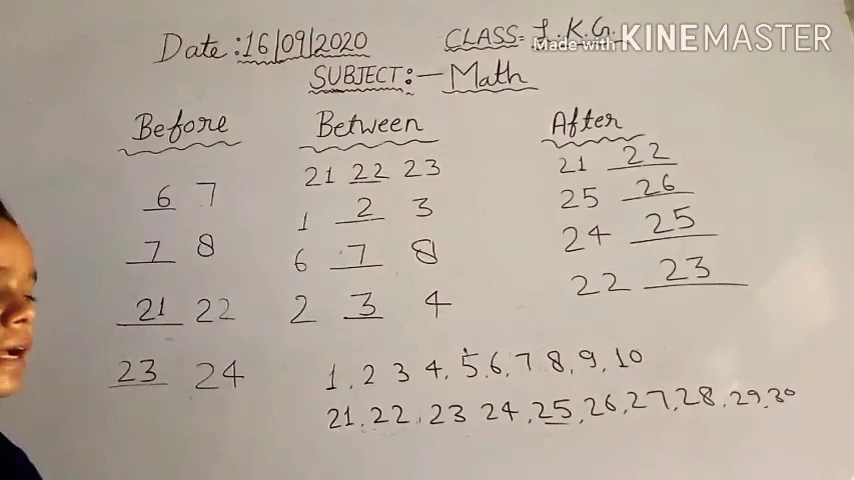 Date :16/09/2020 CLASS:- L.K.G.
Made with KINEMASTER
SUBJECT:- Math
Before Between After
6 7
7 8
21 22
23 24
21 22 23
1 2 3
6 7 8
2 3 4
21 22
25 26
24 25
22 23
1, 2 3 4, 5, 6, 7 8, 9, 10
21, 22, 23 24, 25, 26, 27, 28, 29, 30